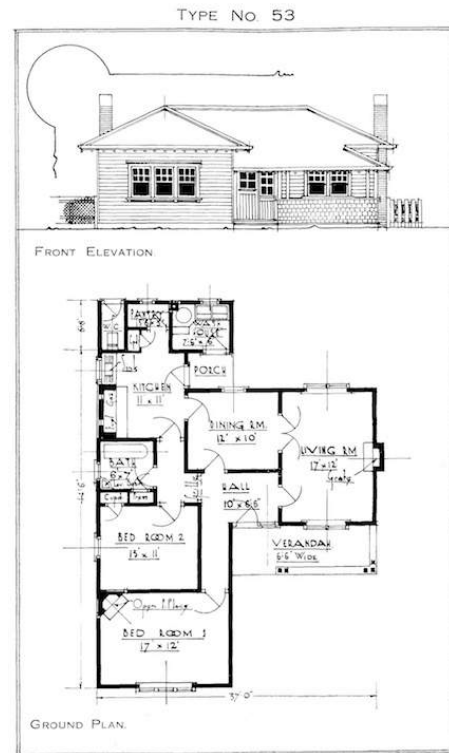 TYPE No. 53
FRONT ELEVATION.
PANTRY
W.C.
PORCH
KITCHEN
11' x 11'
DINING RM.
12' x 10'
LIVING RM
17' x 12'
Grate
BATH
HALL
10' x 6'6"
Cupd
BED ROOM 2
13' x 11'
VERANDAH
6'6" WIDE
BED ROOM 1
17' x 12'
37'-0"
GROUND PLAN.